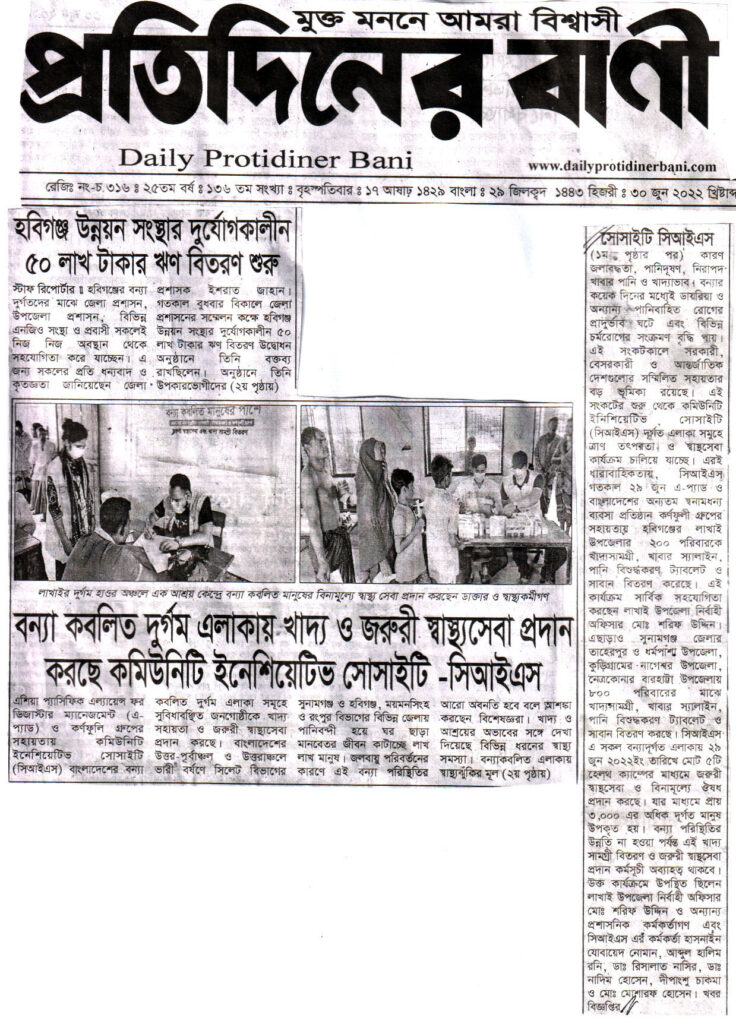 মুক্ত মননে আমরা বিশ্বাসী
প্রতিদিনের বাণী
Daily Protidiner Bani
www.dailyprotidinerbani.com
রেজিঃ নং-চ.৩১৬ : ২৫তম বর্ষ : ১৩৬ তম সংখ্যা : বৃহস্পতিবার : ১৭ আষাঢ় ১৪২৯ বাংলা : ২৯ জিলকৃদ ১৪৪৩ হিজরী : ৩০ জুন ২০২২ খ্রিষ্টাব্দ
হবিগঞ্জ উন্নয়ন সংস্থার দুর্যোগকালীন
৫০ লাখ টাকার ঋণ বিতরণ শুরু
স্টাফ রিপোর্টার ॥ হবিগঞ্জের বন্যা
দুর্গতদের মাঝে জেলা প্রশাসন,
উপজেলা প্রশাসন, বিভিন্ন
এনজিও সংস্থা ও প্রবাসী সকলেই
নিজ নিজ অবস্থান থেকে
সহযোগিতা করে যাচ্ছেন। এ
জন্য সকলের প্রতি ধন্যবাদ ও
কৃতজ্ঞতা জানিয়েছেন জেলা
প্রশাসক ইশরাত জাহান।
গতকাল বুধবার বিকালে জেলা
প্রশাসনের সম্মেলন কক্ষে হবিগঞ্জ
উন্নয়ন সংস্থার দুর্যোগকালীন ৫০
লাখ টাকার ঋণ বিতরণ উদ্বোধন
অনুষ্ঠানে তিনি বক্তব্য
রাখছিলেন। অনুষ্ঠানে তিনি
উপকারভোগীদের (২য় পৃষ্ঠায়)
বন্যা কবলিত মানুষের পাশে
লাখাইর দুর্গম হাওর অঞ্চলে এক আশ্রয় কেন্দ্রে বন্যা কবলিত মানুষের বিনামূল্যে স্বাস্থ্য সেবা প্রদান করছেন ডাক্তার ও স্বাস্থ্যকর্মীগণ
বন্যা কবলিত দুর্গম এলাকায় খাদ্য ও জরুরী স্বাস্থ্যসেবা প্রদান
করছে কমিউনিটি ইনেশিয়েটিভ সোসাইটি -সিআইএস
এশিয়া প্যাসিফিক এল্যায়েন্স ফর
ডিজাস্টার ম্যানেজমেন্ট (এ-
প্যাড) ও কর্ণফুলি গ্রুপের
সহায়তায় কমিউনিটি
ইনেশিয়েটিভ সোসাইটি
(সিআইএস) বাংলাদেশের বন্যা
কবলিত দুর্গম এলাকা সমূহে
সুবিধাবঞ্চিত জনগোষ্ঠীকে খাদ্য
সহায়তা ও জরুরী স্বাস্থ্যসেবা
প্রদান করছে। বাংলাদেশের
উত্তর-পূর্বাঞ্চল ও উত্তরাঞ্চলে
ভারী বর্ষণে সিলেট বিভাগের
সুনামগঞ্জ ও হবিগঞ্জ, ময়মনসিংহ
ও রংপুর বিভাগের বিভিন্ন জেলায়
পানিবন্দী হয়ে ঘর ছাড়া
মানবেতর জীবন কাটাচ্ছে লাখ
লাখ মানুষ। জলবায়ু পরিবর্তনের
কারণে এই বন্যা পরিস্থিতির
আরো অবনতি হবে বলে আশংকা
করছেন বিশেষজ্ঞরা। খাদ্য ও
আশ্রয়ের অভাবের সঙ্গে দেখা
দিয়েছে বিভিন্ন ধরনের স্বাস্থ্য
সমস্যা। বন্যাকবলিত এলাকায়
স্বাস্থ্যঝুঁকির মূল (২য় পৃষ্ঠায়)
সোসাইটি সিআইএস
(১ম পৃষ্ঠার পর) কারণ
জলাবদ্ধতা, পানিদূষণ, নিরাপদ
খাবার পানি ও খাদ্যাভাব। বন্যার
কয়েক দিনের মধ্যেই ডায়রিয়া ও
অন্যান্য পানিবাহিত রোগের
প্রাদুর্ভাব ঘটে এবং বিভিন্ন
চর্মরোগের সংক্রমণ বৃদ্ধি পায়।
এই সংকটকালে সরকারী,
বেসরকারী ও আন্তর্জাতিক
দেশগুলোর সম্মিলিত সহায়তার
বড় ভূমিকা রয়েছে। এই
সংকটের শুরু থেকে কমিউনিটি
ইনিশিয়েটিভ সোসাইটি
(সিআইএস) দূর্গত এলাকা সমূহে
ত্রাণ তৎপরতা ও স্বাস্থ্যসেবা
কার্যক্রম চালিয়ে যাচ্ছে। এরই
ধারাবাহিকতায়, সিআইএস
গতকাল ২৯ জুন এ-প্যাড ও
বাংলাদেশের অন্যতম স্বনামধন্য
ব্যবসা প্রতিষ্ঠান কর্ণফুলী গ্রুপের
সহায়তায় হবিগঞ্জের লাখাই
উপজেলার ২০০ পরিবারকে
খাদ্যসামগ্রী, খাবার স্যালাইন,
পানি বিশুদ্ধকরণ ট্যাবলেট ও
সাবান বিতরণ করেছে। এই
কার্যক্রম সার্বিক সহযোগিতা
করছেন লাখাই উপজেলা নির্বাহী
অফিসার মোঃ শরিফ উদ্দিন।
এছাড়াও সুনামগঞ্জ জেলার
তাহেরপুর ও ধর্মপাশা উপজেলা,
কুড়িগ্রামের নাগেশ্বর উপজেলা,
নেত্রকোনার বারহাট্টা উপজেলায়
৮০০ পরিবারের মাঝে
খাদ্যসামগ্রী, খাবার স্যালাইন,
পানি বিশুদ্ধকরণ ট্যাবলেট ও
সাবান বিতরণ করছে। সিআইএস
এ সকল বন্যাদূর্গত এলাকায় ২৯
জুন ২০২২ইং তারিখে মোট ৫টি
হেলথ ক্যাম্পের মাধ্যমে জরুরী
স্বাস্থ্যসেবা ও বিনামূল্যে ঔষধ
প্রদান করছে। যার মাধ্যমে প্রায়
৩,০০০ এর অধিক দূর্গত মানুষ
উপকৃত হয়। বন্যা পরিস্থিতির
উন্নতি না হওয়া পর্যন্ত এই খাদ্য
সামগ্রী বিতরণ ও জরুরী স্বাস্থ্যসেবা
প্রদান কর্মসূচী অব্যাহত থাকবে।
উক্ত কার্যক্রমে উপস্থিত ছিলেন
লাখাই উপজেলা নির্বাহী অফিসার
মোঃ শরিফ উদ্দিন ও অন্যান্য
প্রশাসনিক কর্মকর্তাগণ এবং
সিআইএস এর কর্মকর্তা হাসনাইন
যোবায়েদ নোমান, আব্দুল হালিম
রনি, ডাঃ রিসালাত নাসির, ডাঃ
নাদিম হোসেন, দীপাংশু চাকমা
ও মোঃ মোশারফ হোসেন। খবর
বিজ্ঞপ্তির